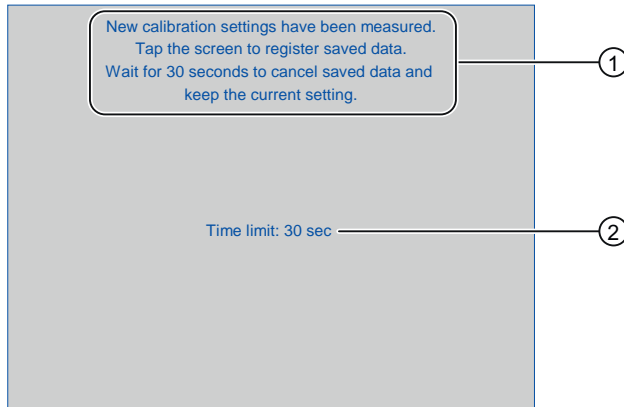 New calibration settings have been measured.
Tap the screen to register saved data.
Wait for 30 seconds to cancel saved data and
keep the current setting.
1
Time limit: 30 sec
2